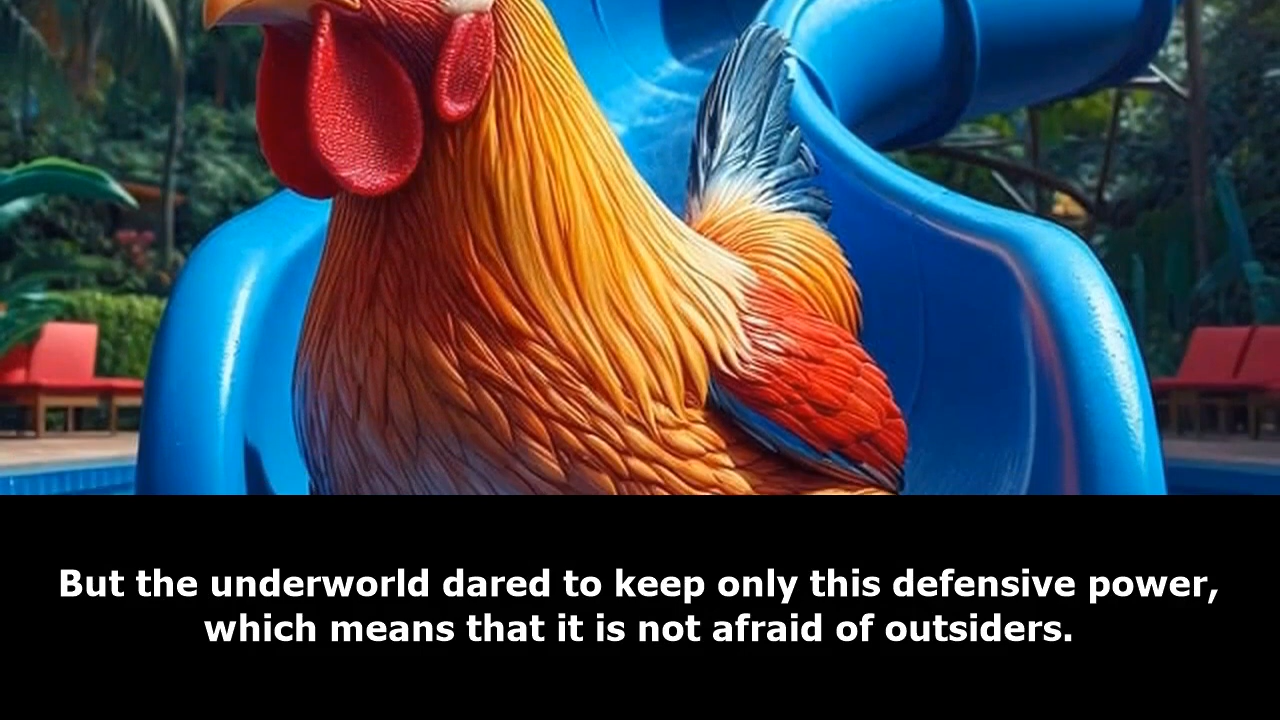 But the underworld dared to keep only this defensive power,
which means that it is not afraid of outsiders.